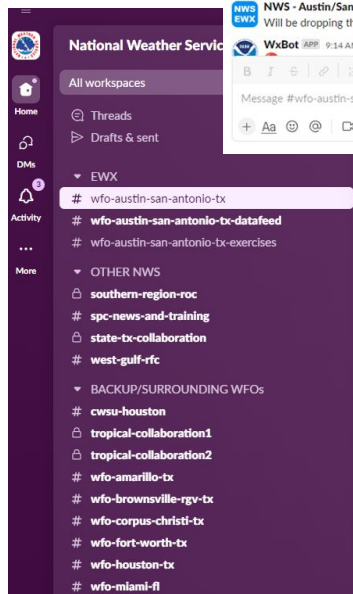 NWS - Austin/San
Will be dropping th
WxBot APP 9:14 AM
National Weather Servic
All workspaces
Message #wfo-austin-s
Home
Threads
Drafts & sent
Aa
DMs
EWX
3
Activity
# wfo-austin-san-antonio-tx
# wfo-austin-san-antonio-tx-datafeed
# wfo-austin-san-antonio-tx-exercises
More
OTHER NWS
southern-region-roc
# spc-news-and-training
state-tx-collaboration
# west-gulf-rfc
BACKUP/SURROUNDING WFOs
# cwsu-houston
tropical-collaboration1
tropical-collaboration2
# wfo-amarillo-tx
# wfo-brownsville-rgv-tx
# wfo-corpus-christi-tx
# wfo-fort-worth-tx
# wfo-houston-tx
# wfo-miami-fl